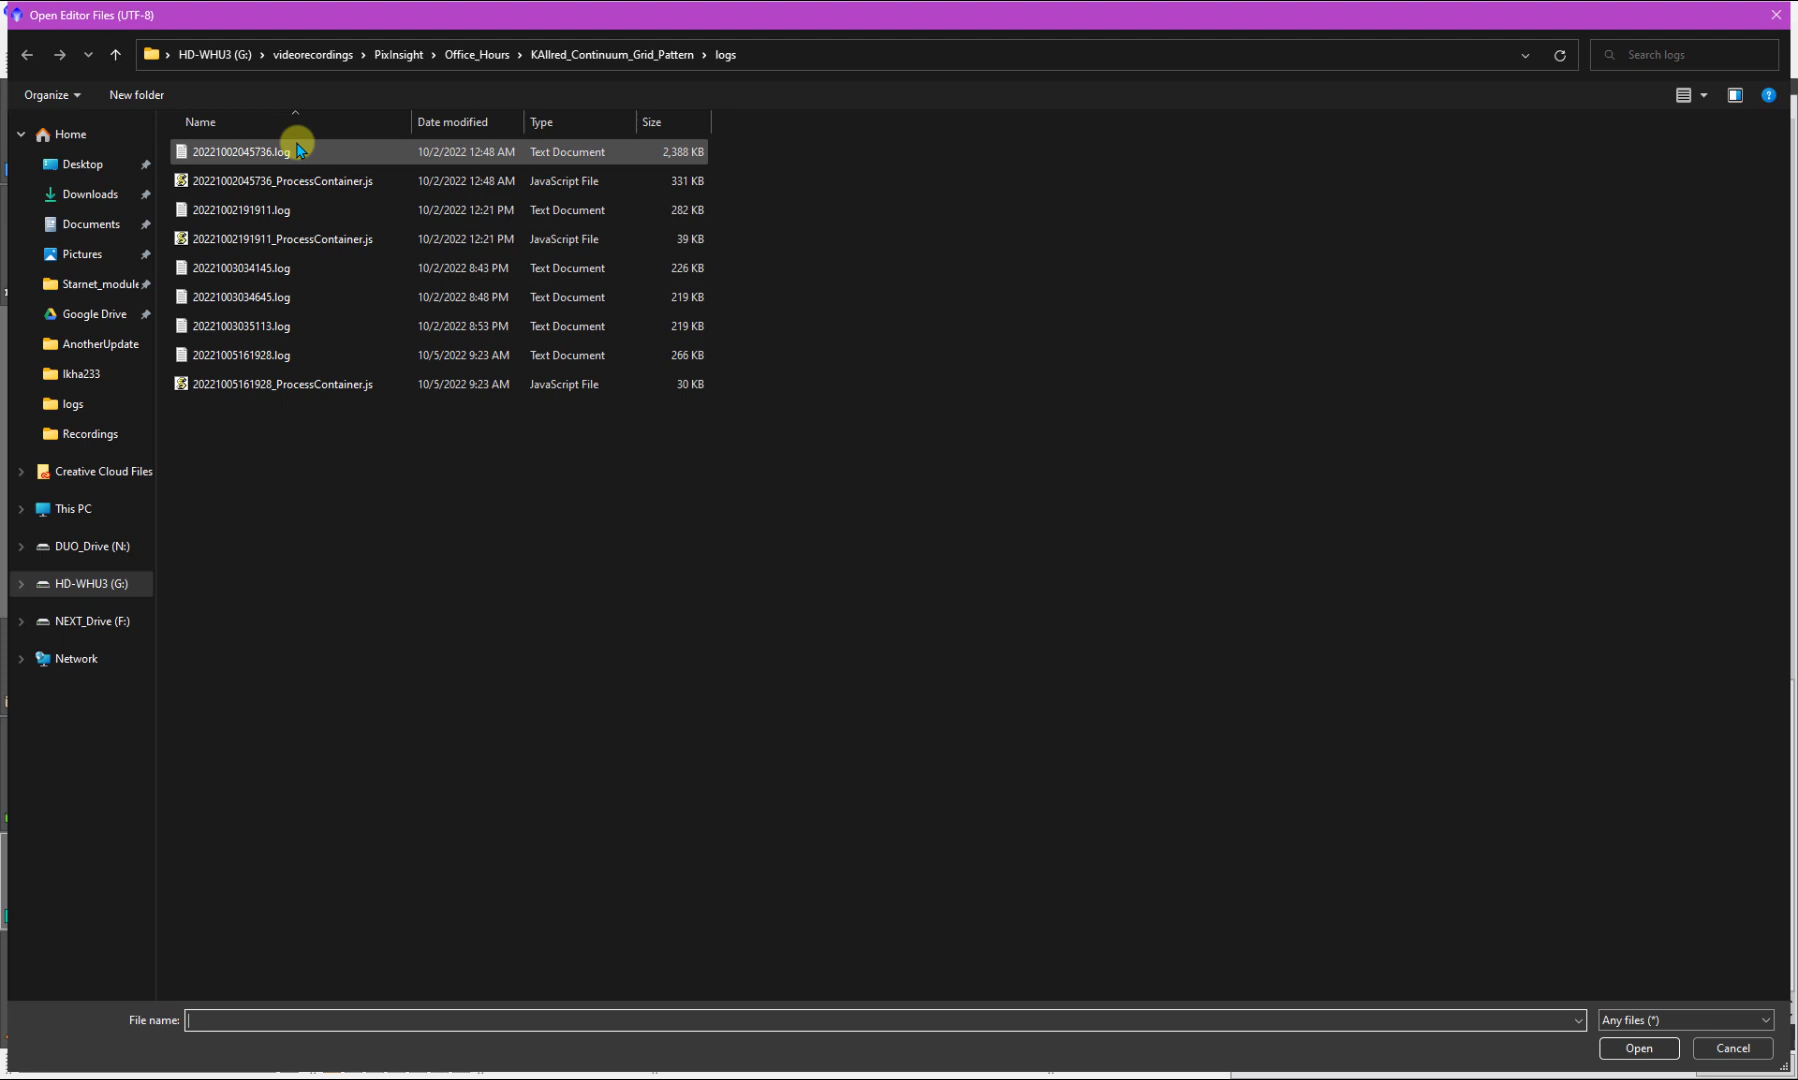 Open Editor Files (UTF-8)
HD-WHU3 (G:) > videorecordings > PixInsight > Office_Hours > KAllred_Continuum_Grid_Pattern > logs
Search logs
Organize
New folder
Name Date modified Type Size
20221002045736.log 10/2/2022 12:48 AM Text Document 2,388 KB
20221002045736_ProcessContainer.js 10/2/2022 12:48 AM JavaScript File 331 KB
20221002191911.log 10/2/2022 12:21 PM Text Document 282 KB
20221002191911_ProcessContainer.js 10/2/2022 12:21 PM JavaScript File 39 KB
20221003034145.log 10/2/2022 8:43 PM Text Document 226 KB
20221003034645.log 10/2/2022 8:48 PM Text Document 219 KB
20221003035113.log 10/2/2022 8:53 PM Text Document 219 KB
20221005161928.log 10/5/2022 9:23 AM Text Document 266 KB
20221005161928_ProcessContainer.js 10/5/2022 9:23 AM JavaScript File 30 KB
Home
Desktop
Downloads
Documents
Pictures
Starnet_module
Google Drive
AnotherUpdate
lkha233
logs
Recordings
Creative Cloud Files
This PC
DUO_Drive (N:)
HD-WHU3 (G:)
NEXT_Drive (F:)
Network
File name:
Any files (*)
Open
Cancel